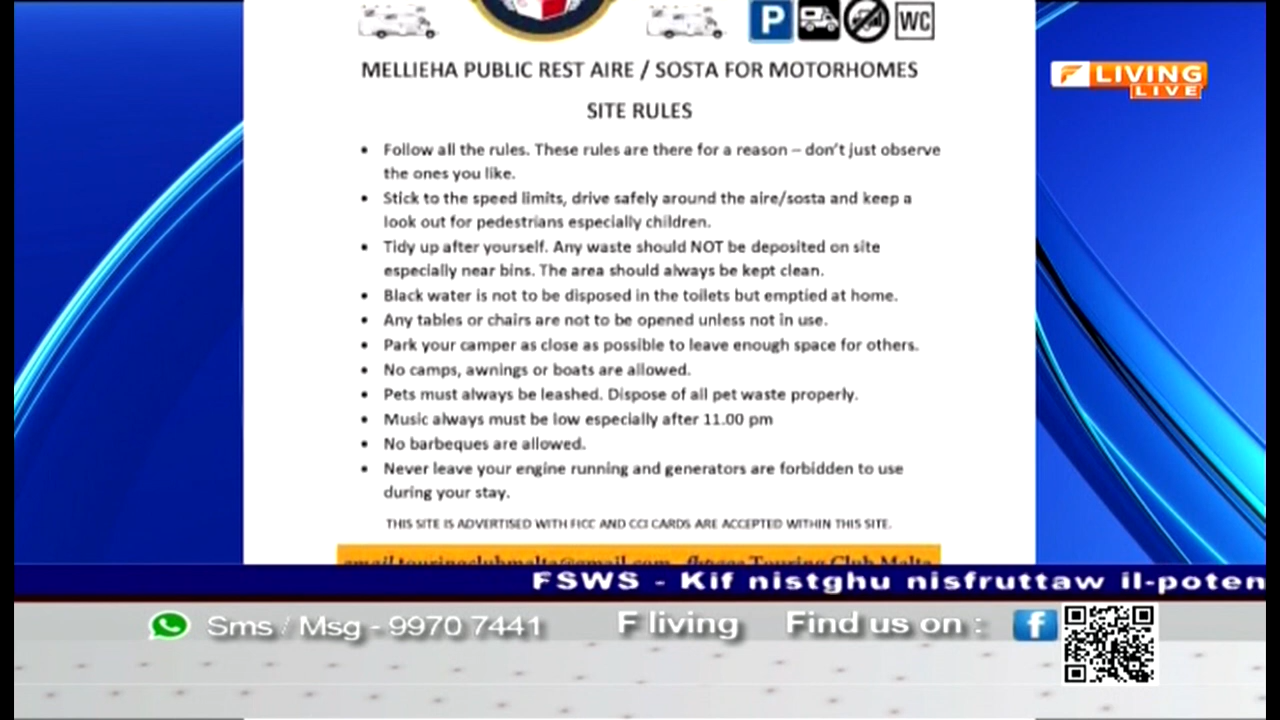 P
WC
MELLIEHA PUBLIC REST AIRE / SOSTA FOR MOTORHOMES
F LIVING
LIVE
SITE RULES
• Follow all the rules. These rules are there for a reason – don't just observe
the ones you like.
• Stick to the speed limits, drive safely around the aire/sosta and keep a
look out for pedestrians especially children.
• Tidy up after yourself. Any waste should NOT be deposited on site
especially near bins. The area should always be kept clean.
• Black water is not to be disposed in the toilets but emptied at home.
• Any tables or chairs are not to be opened unless not in use.
• Park your camper as close as possible to leave enough space for others.
• No camps, awnings or boats are allowed.
• Pets must always be leashed. Dispose of all pet waste properly.
• Music always must be low especially after 11.00 pm
• No barbeques are allowed.
• Never leave your engine running and generators are forbidden to use
during your stay.
THIS SITE IS ADVERTISED WITH FICC AND CCI CARDS ARE ACCEPTED WITHIN THIS SITE.
email touringclubmalta@gmail.com Touring Club Malta
FSWS - Kif nistghu nisfruttaw il-poten
Sms / Msg - 9970 7441 F living Find us on : f